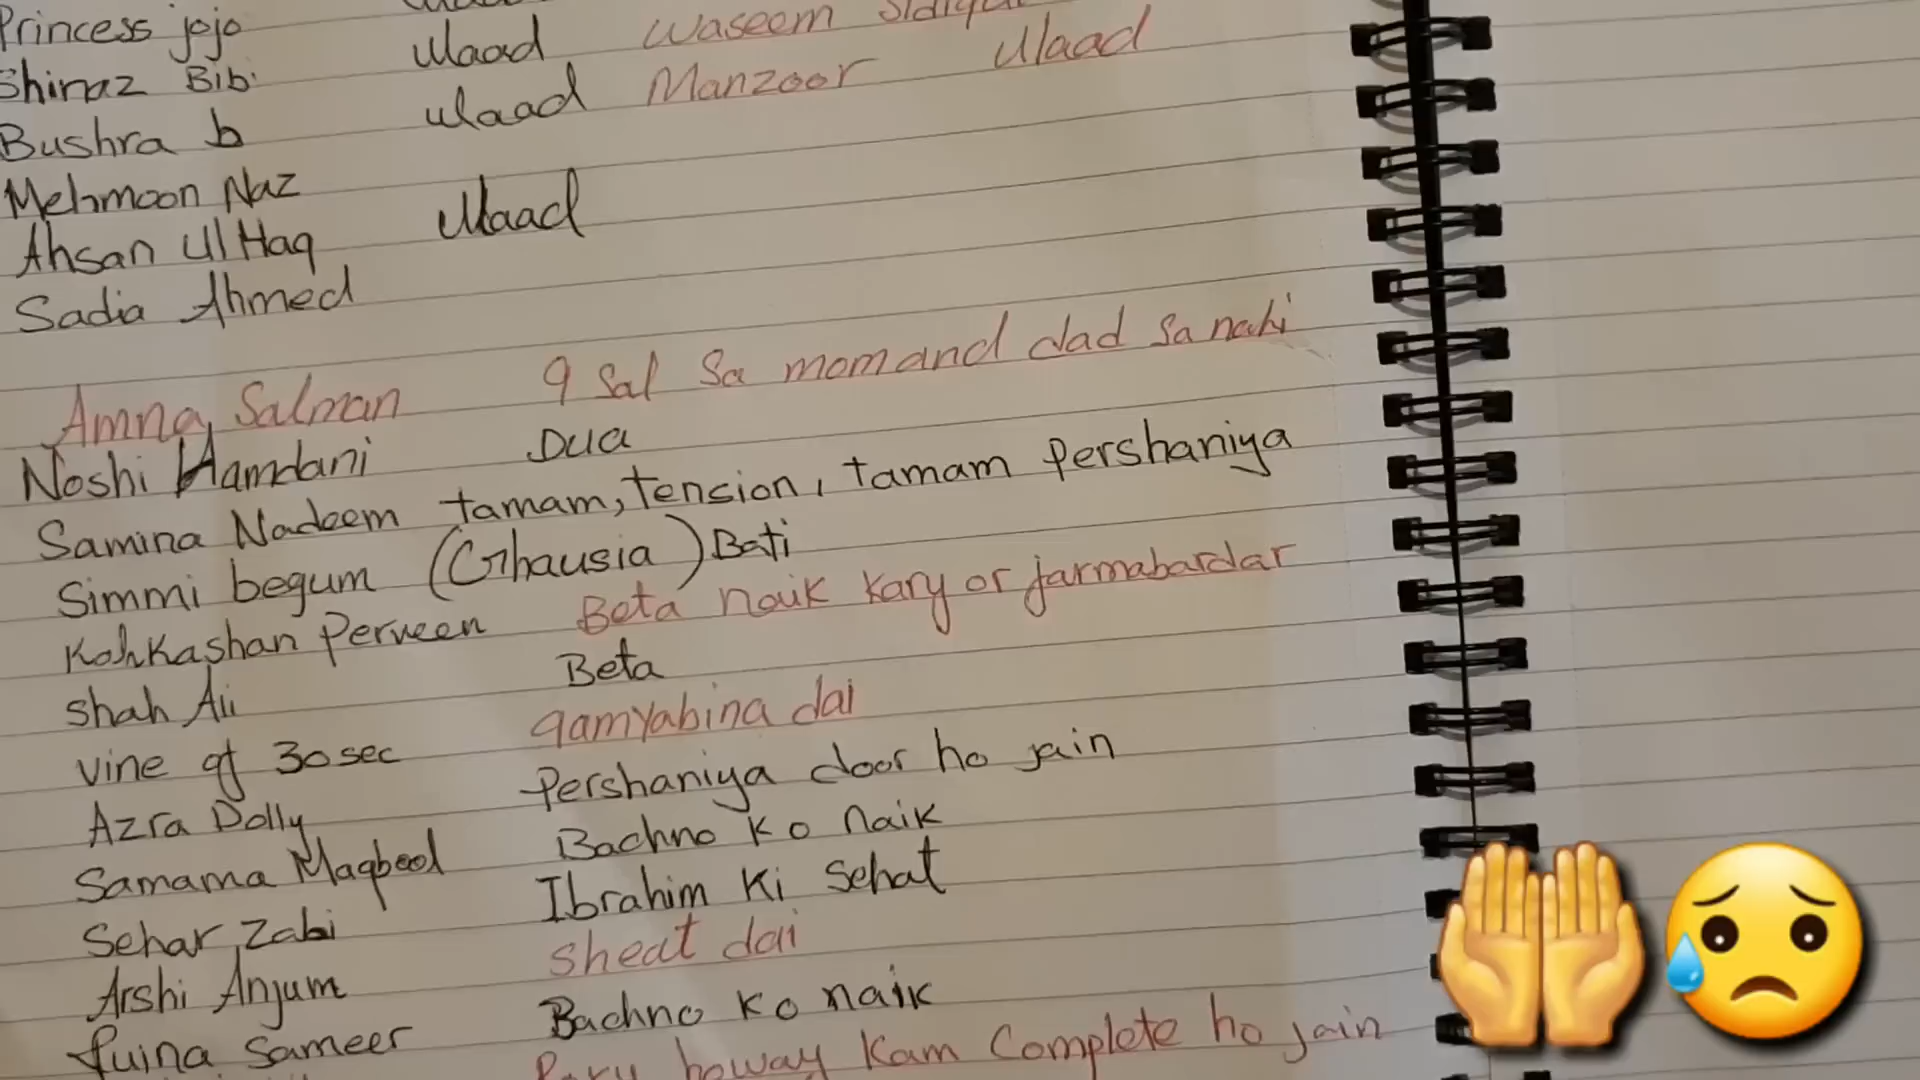 Princess jojo
Shinaz Bibi Ulaad Waseem
Bushra b ulaad Manzoor Ulaad
Mehmoon Naz
Ahsan ul Haq Ulaad
Sadia Ahmed
Amna Salman 9 Sal Sa mom and dad Sa nahi
Noshi Hamdani Dua
Samina Nadeem tamam, tension, tamam pershaniya
Simmi begum (Ghausia) Bati
Kohkashan Perveen Beta naik kary or farmabardar
Shah Ali Beta
Vine of 30 sec qamyabina dai
Azra Dolly Pershaniya door ho jain
Samama Maqbool Bachno Ko Naik
Sehar Zabi Ibrahim Ki Sehat
Arshi Anjum Sheat dai
Sameer Bachno Ko naik
howay Kam Complete ho jain